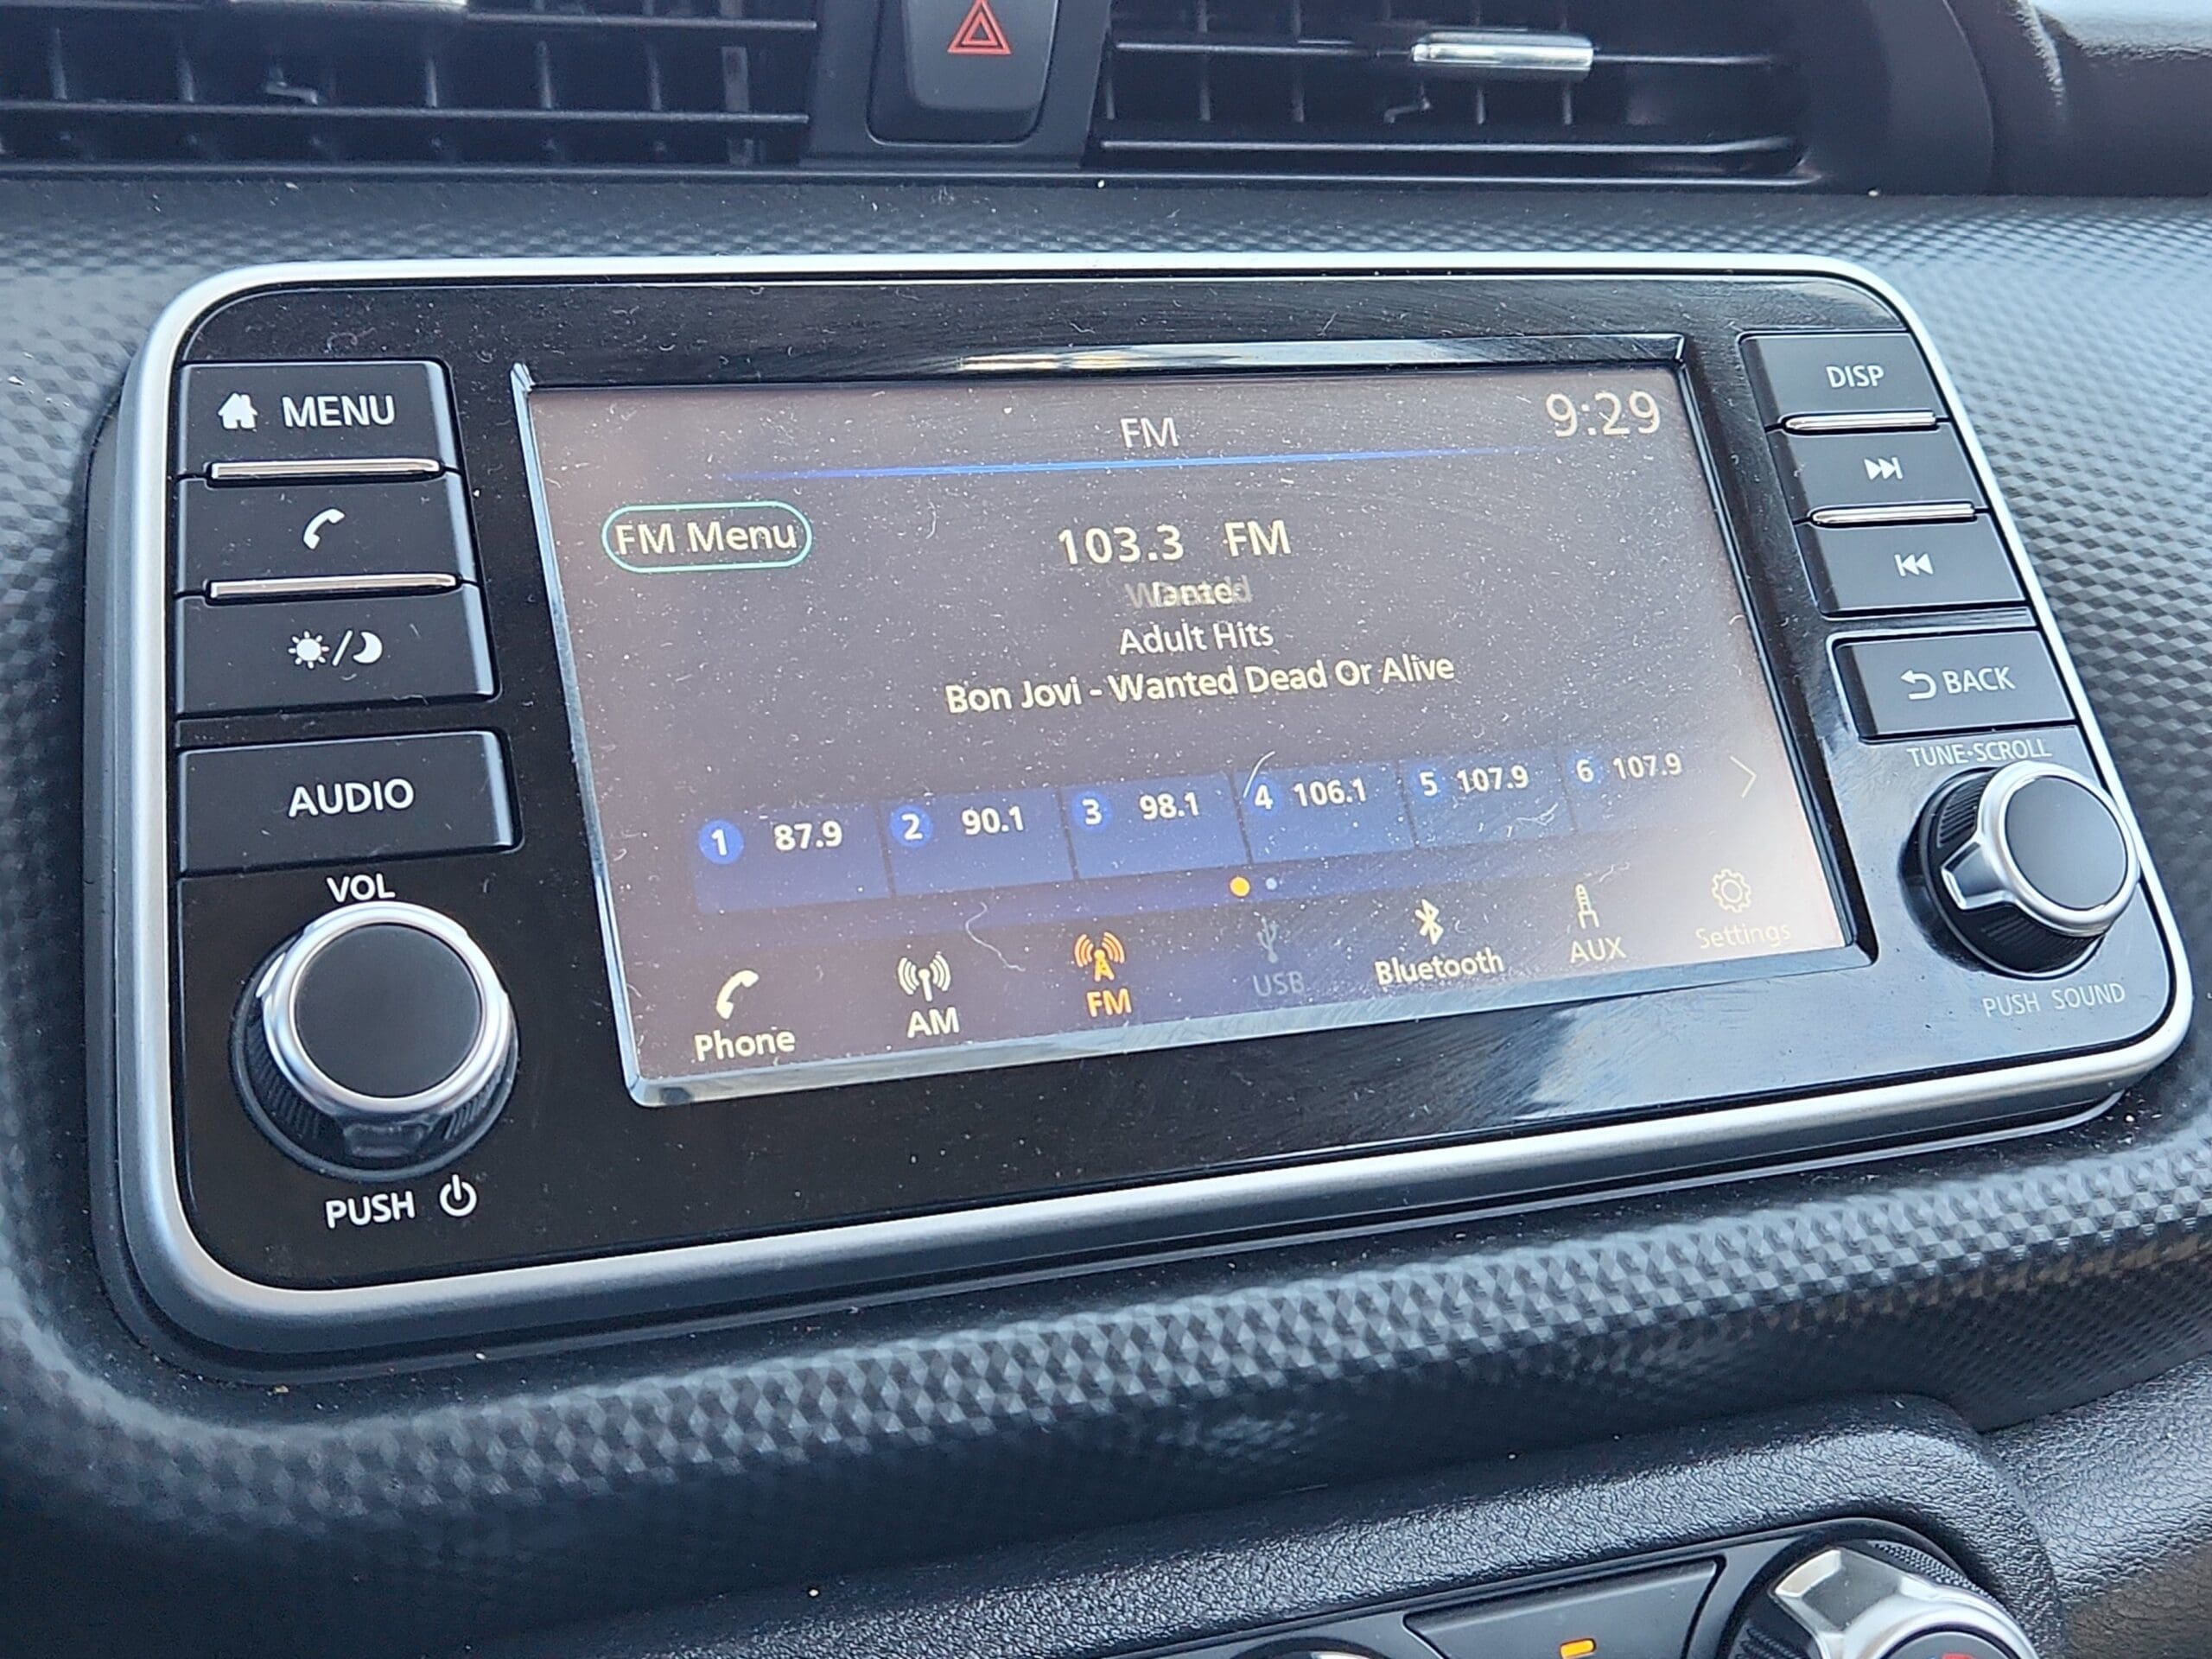 MENU
AUDIO
VOL
PUSH
FM
9:29
FM Menu
103.3 FM
Adult Hits
Bon Jovi - Wanted Dead Or Alive
1 87.9 2 90.1 3 98.1 4 106.1 5 107.9 6 107.9
Phone AM FM USB Bluetooth AUX Settings
DISP
BACK
TUNE·SCROLL
PUSH SOUND